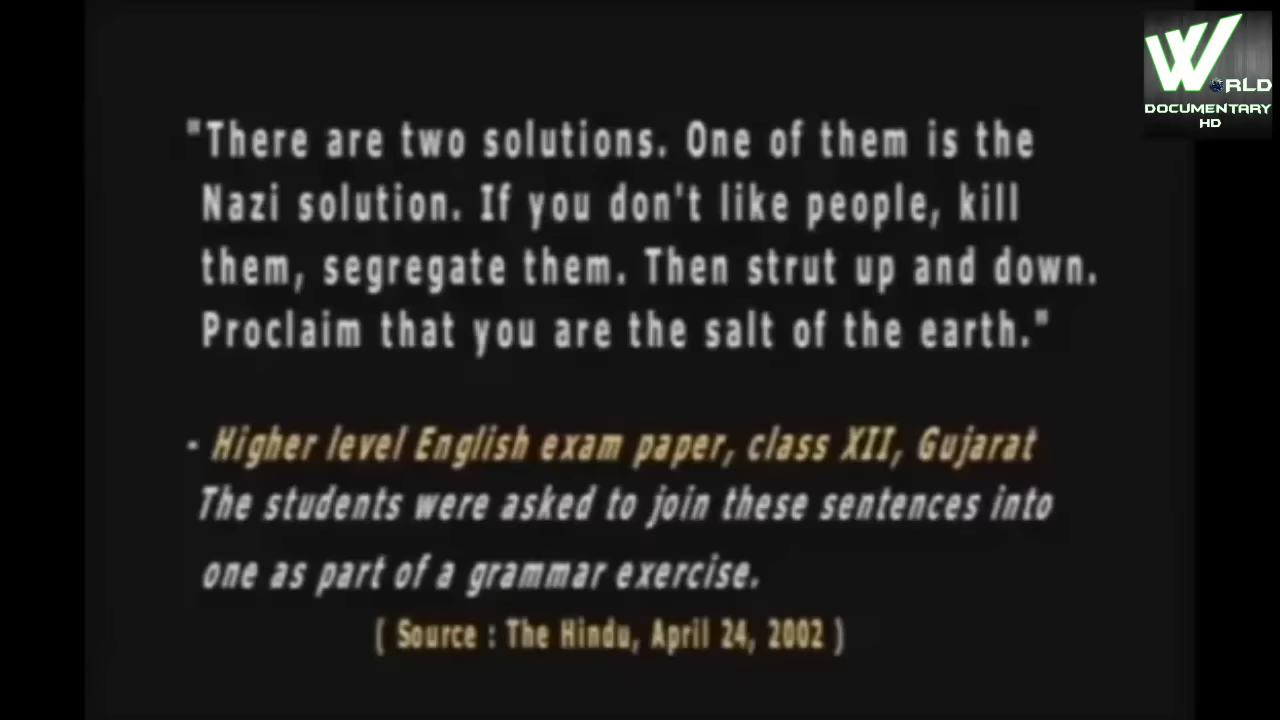 WORLD
DOCUMENTARY
HD
"There are two solutions. One of them is the
Nazi solution. If you don't like people, kill
them, segregate them. Then strut up and down.
Proclaim that you are the salt of the earth."
- Higher level English exam paper, class XII, Gujarat
The students were asked to join these sentences into
one as part of a grammar exercise.
( Source : The Hindu, April 24, 2002 )